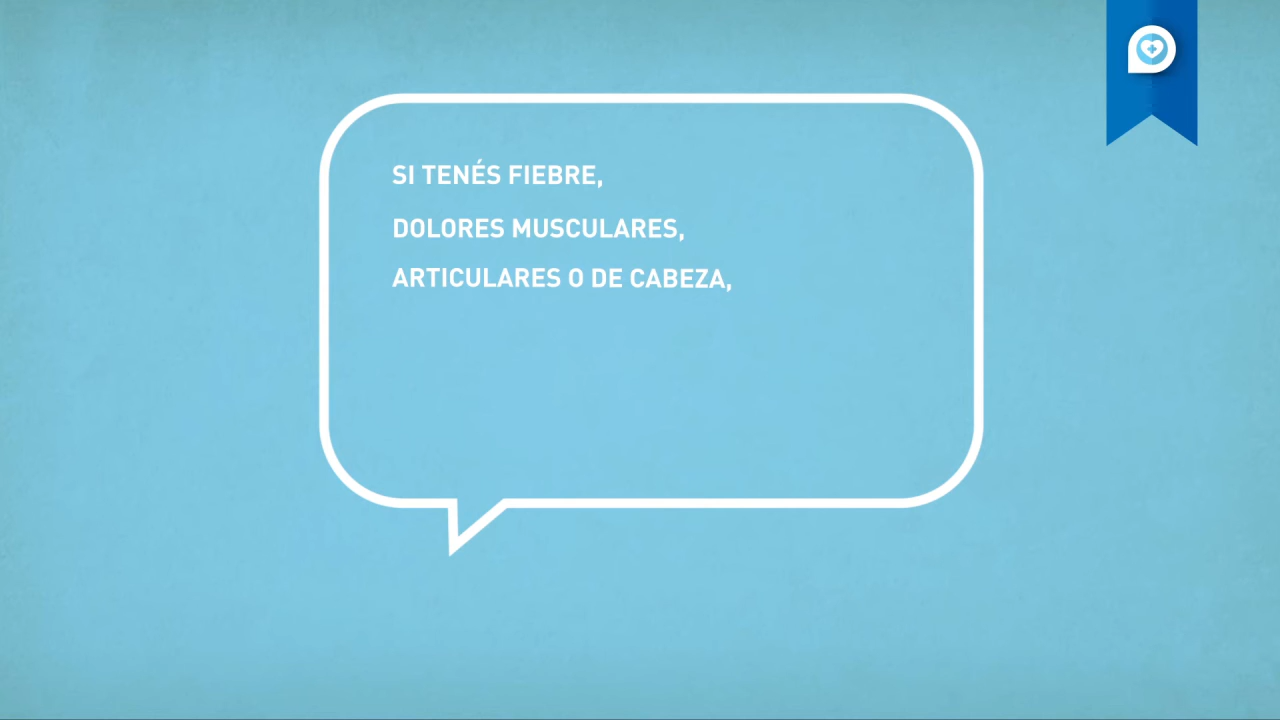 SI TENÉS FIEBRE,
DOLORES MUSCULARES,
ARTICULARES O DE CABEZA,